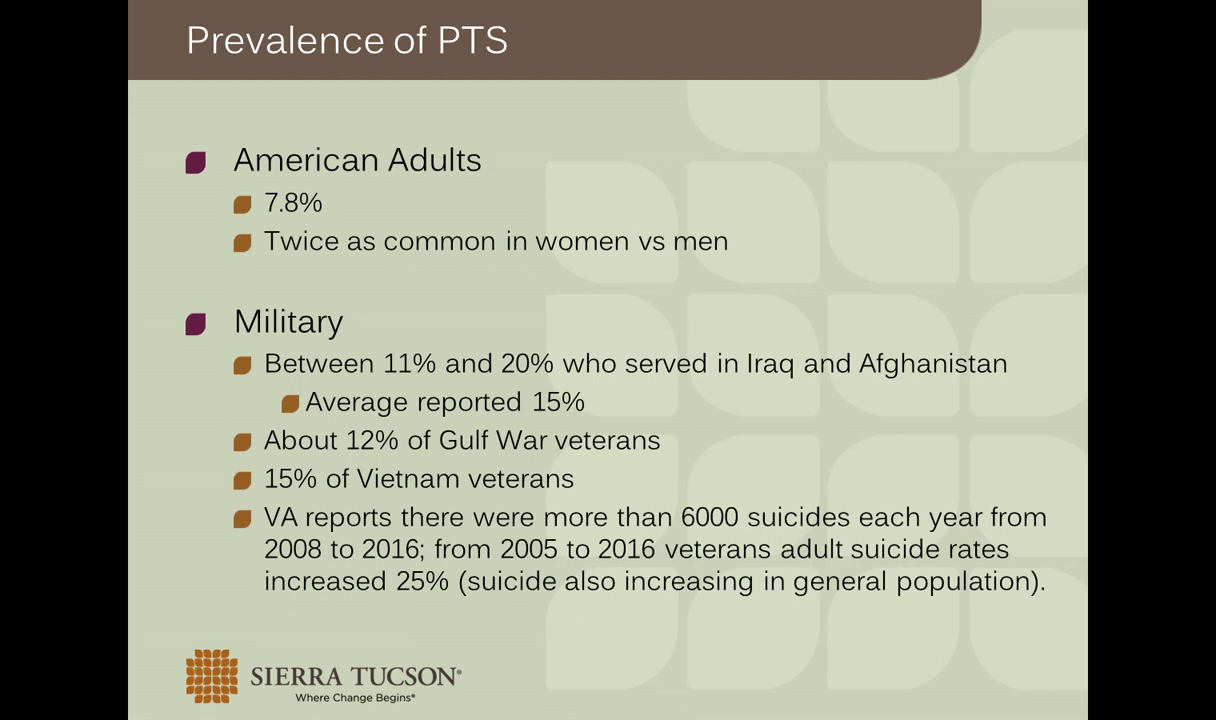 Prevalence of PTS
American Adults
7.8%
Twice as common in women vs men
Military
Between 11% and 20% who served in Iraq and Afghanistan
Average reported 15%
About 12% of Gulf War veterans
15% of Vietnam veterans
VA reports there were more than 6000 suicides each year from
2008 to 2016; from 2005 to 2016 veterans adult suicide rates
increased 25% (suicide also increasing in general population).
SIERRA TUCSON®
Where Change Begins®